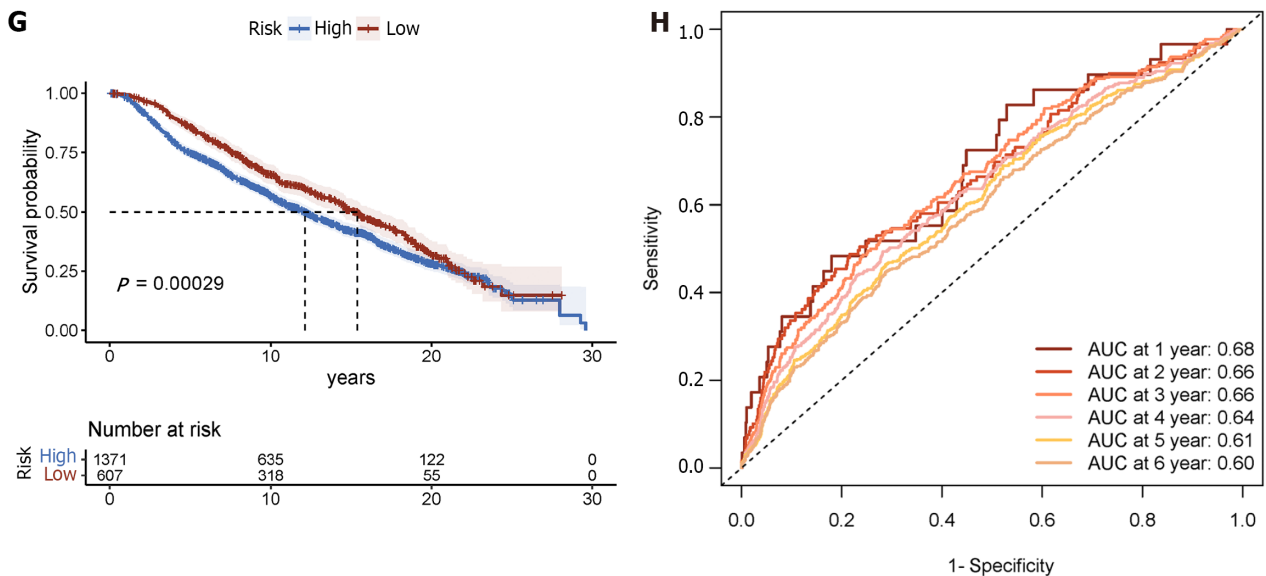 G
Risk High Low
1.00
0.75
0.50
0.25
0.00
Survival probability
P = 0.00029
0 10 20 30
years
Number at risk
Risk
High 1371 635 122 0
Low 607 318 55 0
0 10 20 30
H
1.0
0.8
0.6
0.4
0.2
0.0
Sensitivity
AUC at 1 year: 0.68
AUC at 2 year: 0.66
AUC at 3 year: 0.66
AUC at 4 year: 0.64
AUC at 5 year: 0.61
AUC at 6 year: 0.60
0.0 0.2 0.4 0.6 0.8 1.0
1- Specificity